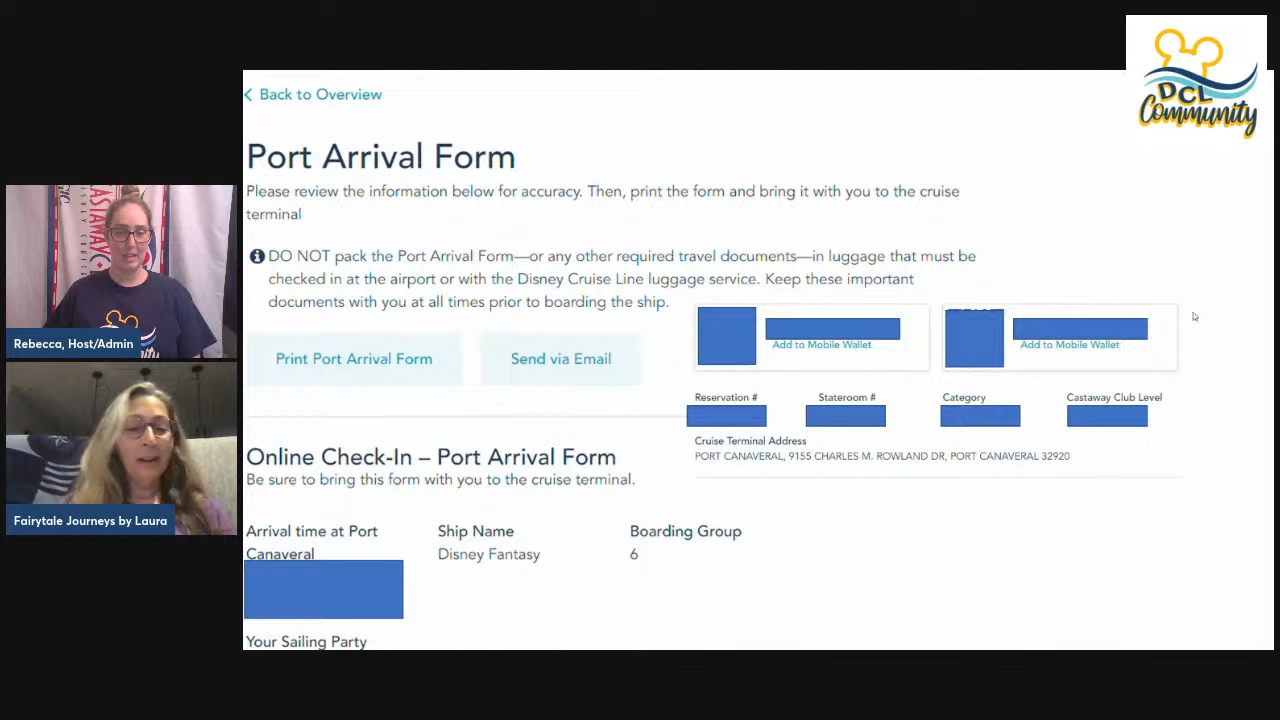 DCL
Community
Back to Overview
Port Arrival Form
Please review the information below for accuracy. Then, print the form and bring it with you to the cruise
terminal
DO NOT pack the Port Arrival Form—or any other required travel documents—in luggage that must be
checked in at the airport or with the Disney Cruise Line luggage service. Keep these important
documents with you at all times prior to boarding the ship.
Print Port Arrival Form
Send via Email
Add to Mobile Wallet
Add to Mobile Wallet
Reservation #
Stateroom #
Category
Castaway Club Level
Cruise Terminal Address
PORT CANAVERAL, 9155 CHARLES M. ROWLAND DR, PORT CANAVERAL 32920
Online Check-In – Port Arrival Form
Be sure to bring this form with you to the cruise terminal.
Arrival time at Port
Canaveral
Ship Name
Disney Fantasy
Boarding Group
6
Your Sailing Party
Rebecca, Host/Admin
Fairytale Journeys by Laura